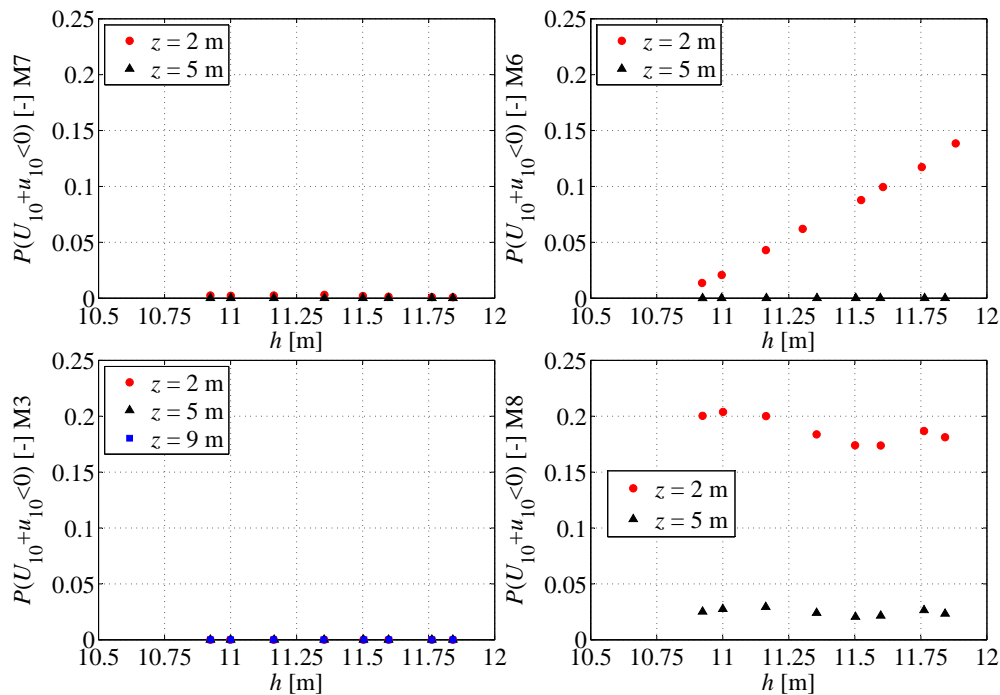 P(U10+u10<0) [-] M7
0.25
0.2
0.15
0.1
0.05
0
z = 2 m
z = 5 m
10.5 10.75 11 11.25 11.5 11.75 12
h [m]
P(U10+u10<0) [-] M6
0.25
0.2
0.15
0.1
0.05
0
z = 2 m
z = 5 m
10.5 10.75 11 11.25 11.5 11.75 12
h [m]
P(U10+u10<0) [-] M3
0.25
0.2
0.15
0.1
0.05
0
z = 2 m
z = 5 m
z = 9 m
10.5 10.75 11 11.25 11.5 11.75 12
h [m]
P(U10+u10<0) [-] M8
0.25
0.2
0.15
0.1
0.05
0
z = 2 m
z = 5 m
10.5 10.75 11 11.25 11.5 11.75 12
h [m]